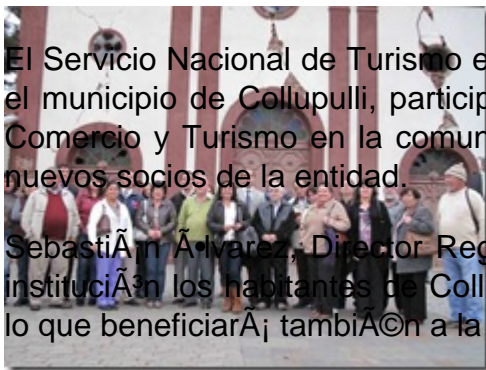 El Servicio Nacional de Turismo e
el municipio de Collupulli, particip
Comercio y Turismo en la comun
nuevos socios de la entidad.
SebastiÃ¡n Ã•lvarez, Director Reg
instituciÃ³n los habitantes de Coll
lo que beneficiarÃ¡ tambiÃ©n a la